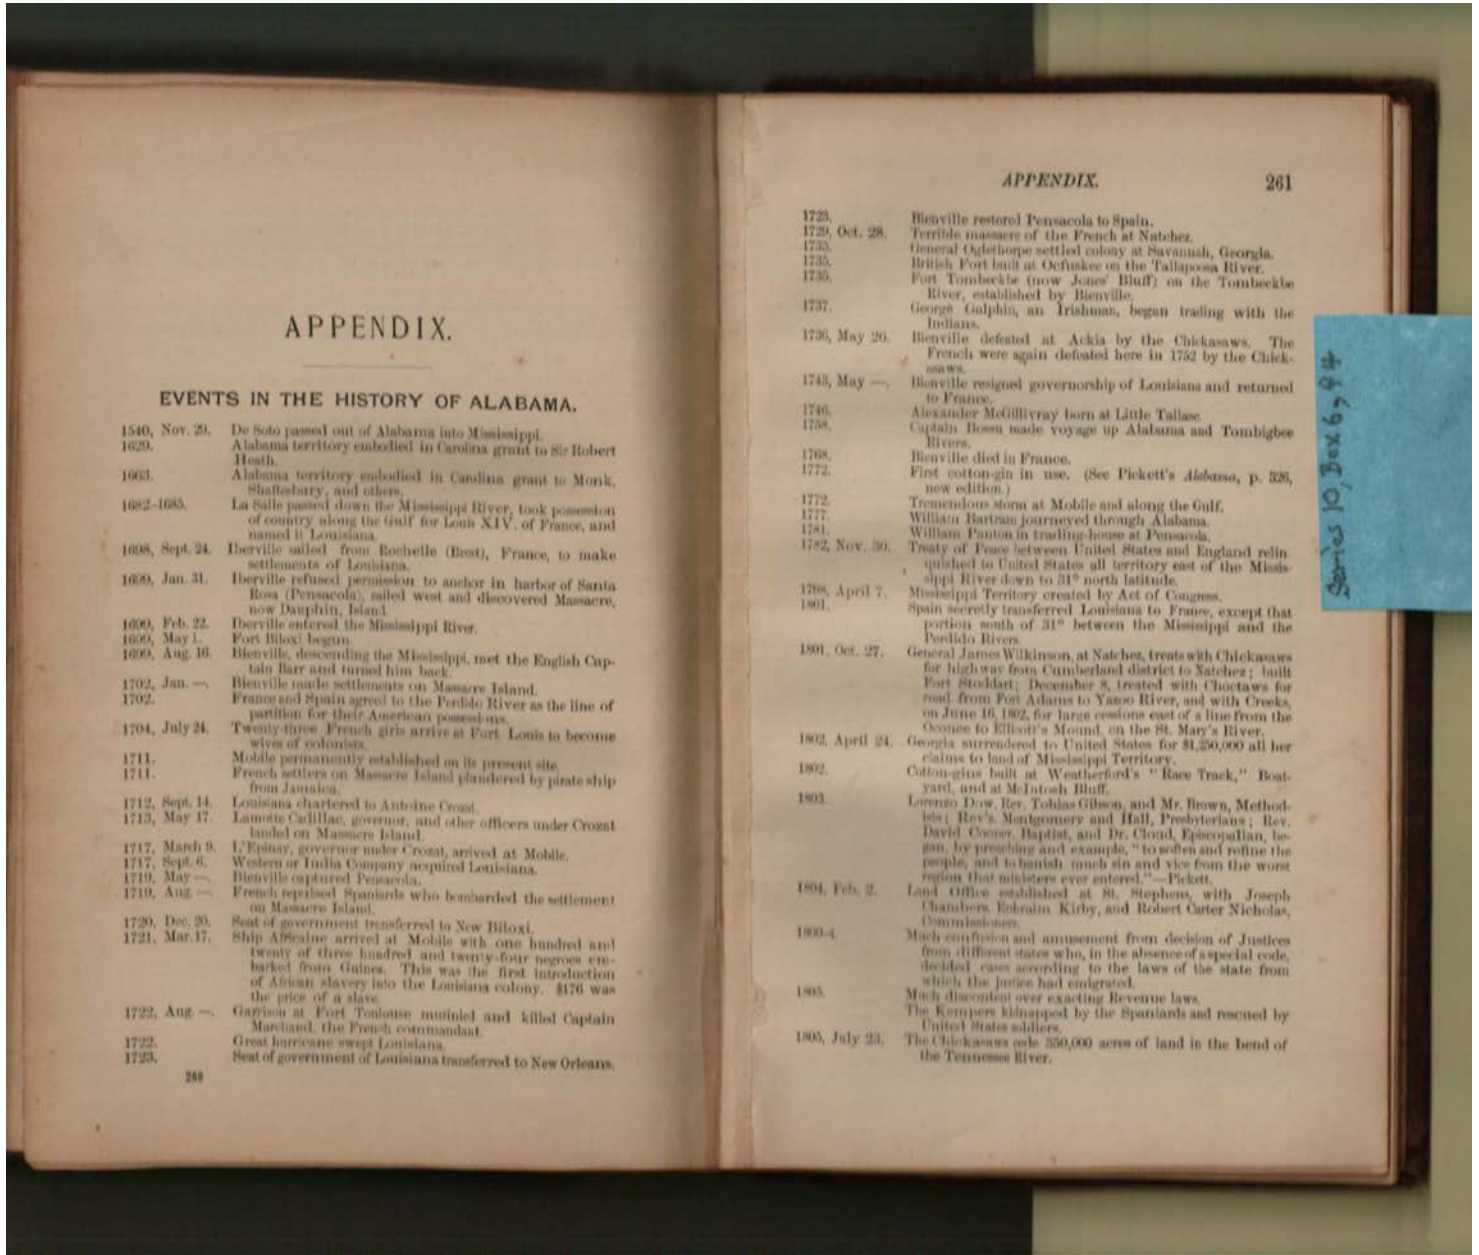 APPENDIX.
EVENTS IN THE HISTORY OF ALABAMA.
1540, Nov. 29. De Soto passed out of Alabama into Mississippi.
1629. Alabama territory embodied in Carolina grant to Sir Robert
Heath.
1663. Alabama territory embodied in Carolina grant to Monk,
Shaftesbury, and others.
1682-1685. La Salle passed down the Mississippi River, took possession
of country along the Gulf for Louis XIV. of France, and
named it Louisiana.
1698, Sept. 24. Iberville sailed from Rochelle (Brest), France, to make
settlements of Louisiana.
1699, Jan. 31. Iberville refused permission to anchor in harbor of Santa
Rosa (Pensacola), sailed west and discovered Massacre,
now Dauphin, Island.
1699, Feb. 22. Iberville entered the Mississippi River.
1699, May 1. Fort Biloxi begun.
1699, Aug. 16. Bienville, descending the Mississippi, met the English Cap-
tain Barr and turned him back.
1702, Jan. —. Bienville made settlements on Massacre Island.
1702. France and Spain agreed to the Perdido River as the line of
partition for their American possessions.
1704, July 24. Twenty-three French girls arrive at Fort Louis to become
wives of colonists.
1711. Mobile permanently established on its present site.
1711. French settlers on Massacre Island plundered by pirate ship
from Jamaica.
1712, Sept. 14. Louisiana chartered to Antoine Crozat.
1713, May 17. Lamotte Cadillac, governor, and other officers under Crozat
landed on Massacre Island.
1717, March 9. L'Epinay, governor under Crozat, arrived at Mobile.
1717, Sept. 6. Western or India Company acquired Louisiana.
1719, May —. Bienville captured Pensacola.
1719, Aug. —. French repulsed Spaniards who bombarded the settlement
on Massacre Island.
1720, Dec. 20. Seat of government transferred to New Biloxi.
1721, Mar. 17. Ship Africaine arrived at Mobile with one hundred and
twenty of three hundred and twenty-four negroes em-
barked from Guinea. This was the first introduction
of African slavery into the Louisiana colony. $176 was
the price of a slave.
1722, Aug. —. Garrison at Fort Toulouse mutinied and killed Captain
Marchand, the French commandant.
1722. Great hurricane swept Louisiana.
1723. Seat of government of Louisiana transferred to New Orleans.
260
APPENDIX. 261
1723. Bienville restored Pensacola to Spain.
1729, Oct. 28. Terrible massacre of the French at Natchez.
1733. General Oglethorpe settled colony at Savannah, Georgia.
1735. British Fort built at Ocfuskee on the Tallapoosa River.
1735. Fort Tombeckbe (now Jones' Bluff) on the Tombeckbe
River, established by Bienville.
1737. George Galphin, an Irishman, began trading with the
Indians.
1736, May 26. Bienville defeated at Ackia by the Chickasaws. The
French were again defeated here in 1752 by the Chick-
asaws.
1743, May —. Bienville resigned governorship of Louisiana and returned
to France.
1746. Alexander McGillivray born at Little Tallase.
1758. Captain Bossu made voyage up Alabama and Tombigbee
Rivers.
1768. Bienville died in France.
1772. First cotton-gin in use. (See Pickett's Alabama, p. 326,
new edition.)
1772. Tremendous storm at Mobile and along the Gulf.
1777. William Bartram journeyed through Alabama.
1781. William Panton in trading-house at Pensacola.
1782, Nov. 30. Treaty of Peace between United States and England relin
quished to United States all territory east of the Missis-
sippi River down to 31° north latitude.
1798, April 7. Mississippi Territory created by Act of Congress.
1801. Spain secretly transferred Louisiana to France, except that
portion south of 31° between the Mississippi and the
Perdido Rivers.
1801, Oct. 27. General James Wilkinson, at Natchez, treats with Chickasaws
for highway from Cumberland district to Natchez; built
Fort Stoddart; December 8, treated with Choctaws for
road from Fort Adams to Yazoo River, and with Creeks,
on June 16, 1802, for large cessions east of a line from the
Oconee to Ellicott's Mound, on the St. Mary's River.
1802, April 24. Georgia surrendered to United States for $1,250,000 all her
claims to land of Mississippi Territory.
1802. Cotton-gins built at Weatherford's "Race Track," Boat-
yard, and at McIntosh Bluff.
1803. Lorenzo Dow, Rev. Tobias Gibson, and Mr. Brown, Method-
ists; Rev's. Montgomery and Hall, Presbyterians; Rev.
David Cooper, Baptist, and Dr. Cloud, Episcopalian, be-
gan, by preaching and example, "to soften and refine the
people, and to banish much sin and vice from the worst
region that ministers ever entered."—Pickett.
1804, Feb. 2. Land Office established at St. Stephens, with Joseph
Chambers, Ephraim Kirby, and Robert Carter Nicholas,
Commissioners.
1800-4. Much confusion and amusement from decision of Justices
from different states who, in the absence of a special code,
decided cases according to the laws of the state from
which the justice had emigrated.
1805. Much discontent over exacting Revenue laws.
The Kempers kidnapped by the Spaniards and rescued by
United States soldiers.
1805, July 23. The Chickasaws cede 350,000 acres of land in the bend of
the Tennessee River.
Series 10, Box 6, 94